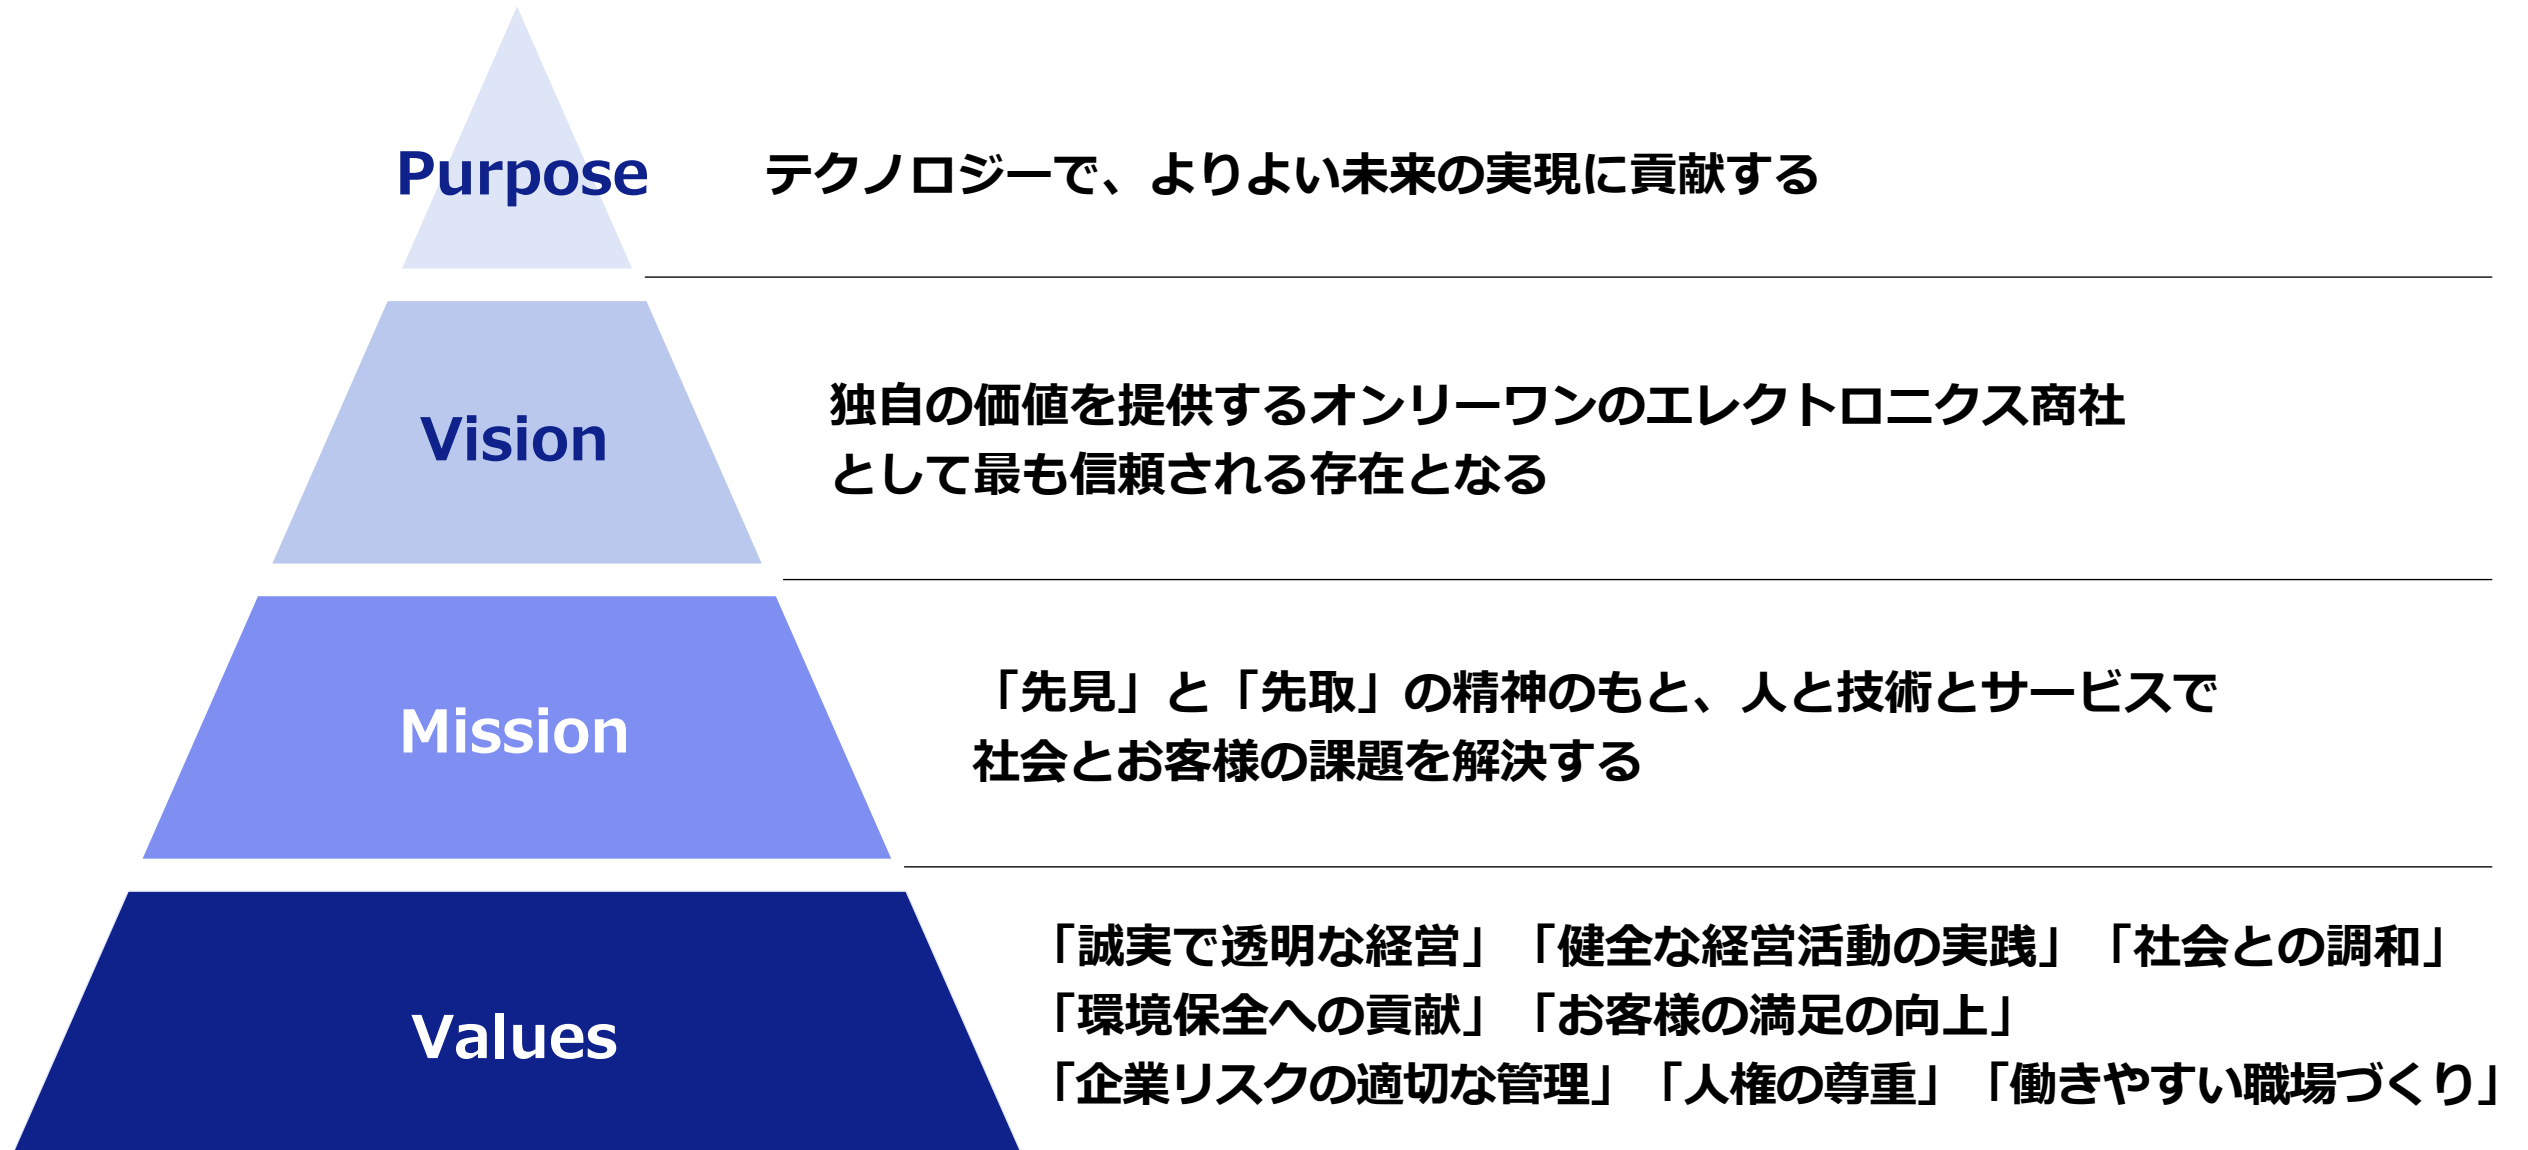 Purpose
テクノロジーで、よりよい未来の実現に貢献する
Vision
独自の価値を提供するオンリーワンのエレクトロニクス商社
として最も信頼される存在となる
Mission
「先見」と「先取」の精神のもと、人と技術とサービスで
社会とお客様の課題を解決する
Values
「誠実で透明な経営」「健全な経営活動の実践」「社会との調和」
「環境保全への貢献」「お客様の満足の向上」
「企業リスクの適切な管理」「人権の尊重」「働きやすい職場づくり」